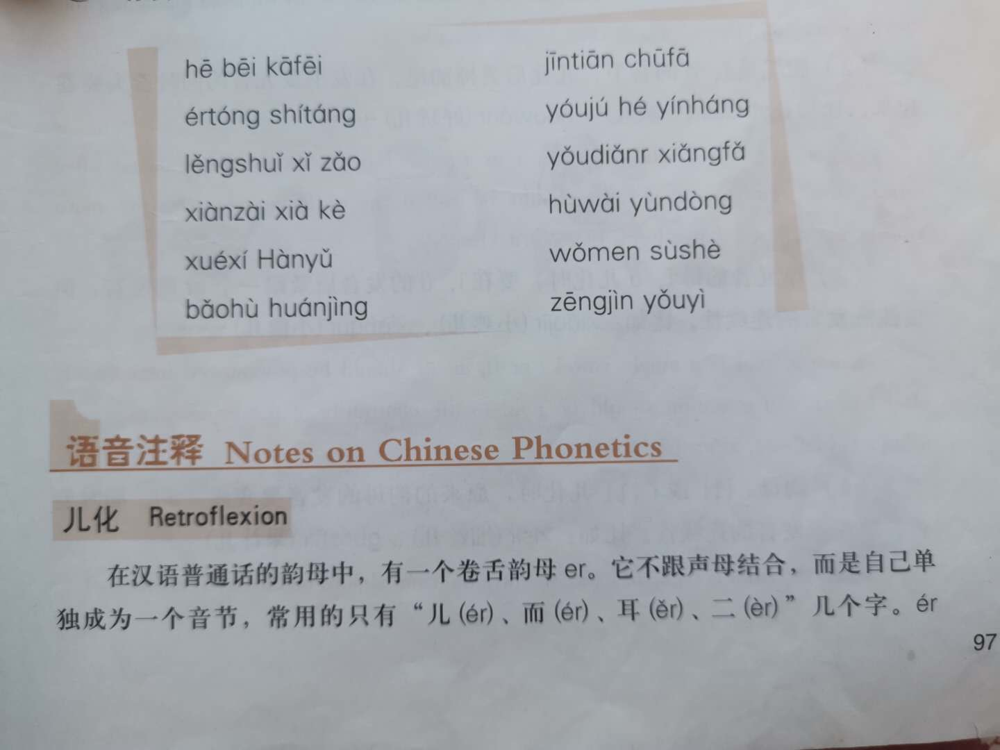 hē bēi kāfēi
értóng shítáng
lěngshuǐ xǐ zǎo
xiànzài xià kè
xuéxí Hànyǔ
bǎohù huánjìng
jīntiān chūfā
yóujú hé yínháng
yǒudiǎnr xiǎngfǎ
hùwài yùndòng
wǒmen sùshè
zēngjìn yǒuyì
语音注释 Notes on Chinese Phonetics
儿化 Retroflexion
在汉语普通话的韵母中，有一个卷舌韵母 er。它不跟声母结合，而是自己单
独成为一个音节，常用的只有“儿 (ér)、而 (ér)、耳 (ěr)、二 (èr)”几个字。ér
97